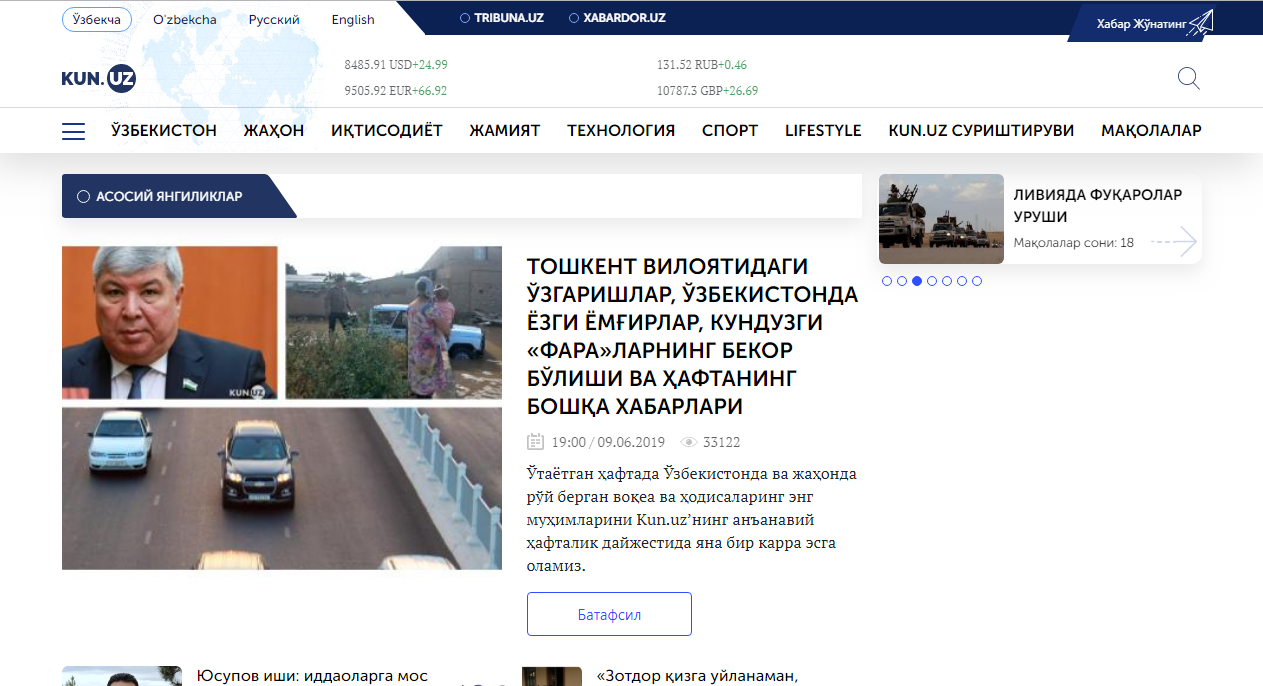 Ўзбекча O'zbekcha Русский English
TRIBUNA.UZ XABARDOR.UZ
Хабар Жўнатинг
KUN.UZ
8485.91 USD+24.99 131.52 RUB+0.46
9505.92 EUR+66.92 10787.3 GBP+26.69
ЎЗБЕКИСТОН ЖАҲОН ИҚТИСОДИЁТ ЖАМИЯТ ТЕХНОЛОГИЯ СПОРТ LIFESTYLE KUN.UZ СУРИШТИРУВИ МАҚОЛАЛАР
АСОСИЙ ЯНГИЛИКЛАР
KUN.UZ
ТОШКЕНТ ВИЛОЯТИДАГИ
ЎЗГАРИШЛАР, ЎЗБЕКИСТОНДА
ЁЗГИ ЁМҒИРЛАР, КУНДУЗГИ
«ФАРА»ЛАРНИНГ БЕКОР
БЎЛИШИ ВА ҲАФТАНИНГ
БОШҚА ХАБАРЛАРИ
19:00 / 09.06.2019 33122
Ўтаётган ҳафтада Ўзбекистонда ва жаҳонда
рўй берган воқеа ва ҳодисаларинг энг
муҳимларини Kun.uz’нинг анъанавий
ҳафталик дайжестида яна бир карра эсга
оламиз.
Батафсил
ЛИВИЯДА ФУҚАРОЛАР
УРУШИ
Мақолалар сони: 18
Юсупов иши: иддаоларга мос
«Зотдор қизга уйланаман,